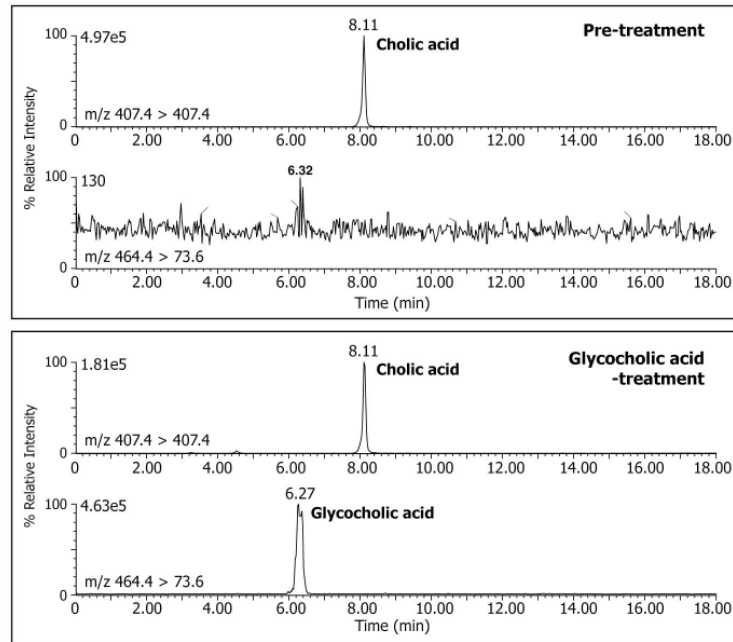 8.11
100
4.97e5
Cholic acid
Pre-treatment
m/z 407.4 > 407.4
0
0 2.00 4.00 6.00 8.00 10.00 12.00 14.00 16.00 18.00
% Relative Intensity
6.32
100
130
m/z 464.4 > 73.6
0
0 2.00 4.00 6.00 8.00 10.00 12.00 14.00 16.00 18.00
Time (min)
8.11
100
1.81e5
Cholic acid
Glycocholic acid
-treatment
m/z 407.4 > 407.4
0
0 2.00 4.00 6.00 8.00 10.00 12.00 14.00 16.00 18.00
% Relative Intensity
6.27
100
4.63e5
Glycocholic acid
m/z 464.4 > 73.6
0
0.00 2.00 4.00 6.00 8.00 10.00 12.00 14.00 16.00 18.00
Time (min)